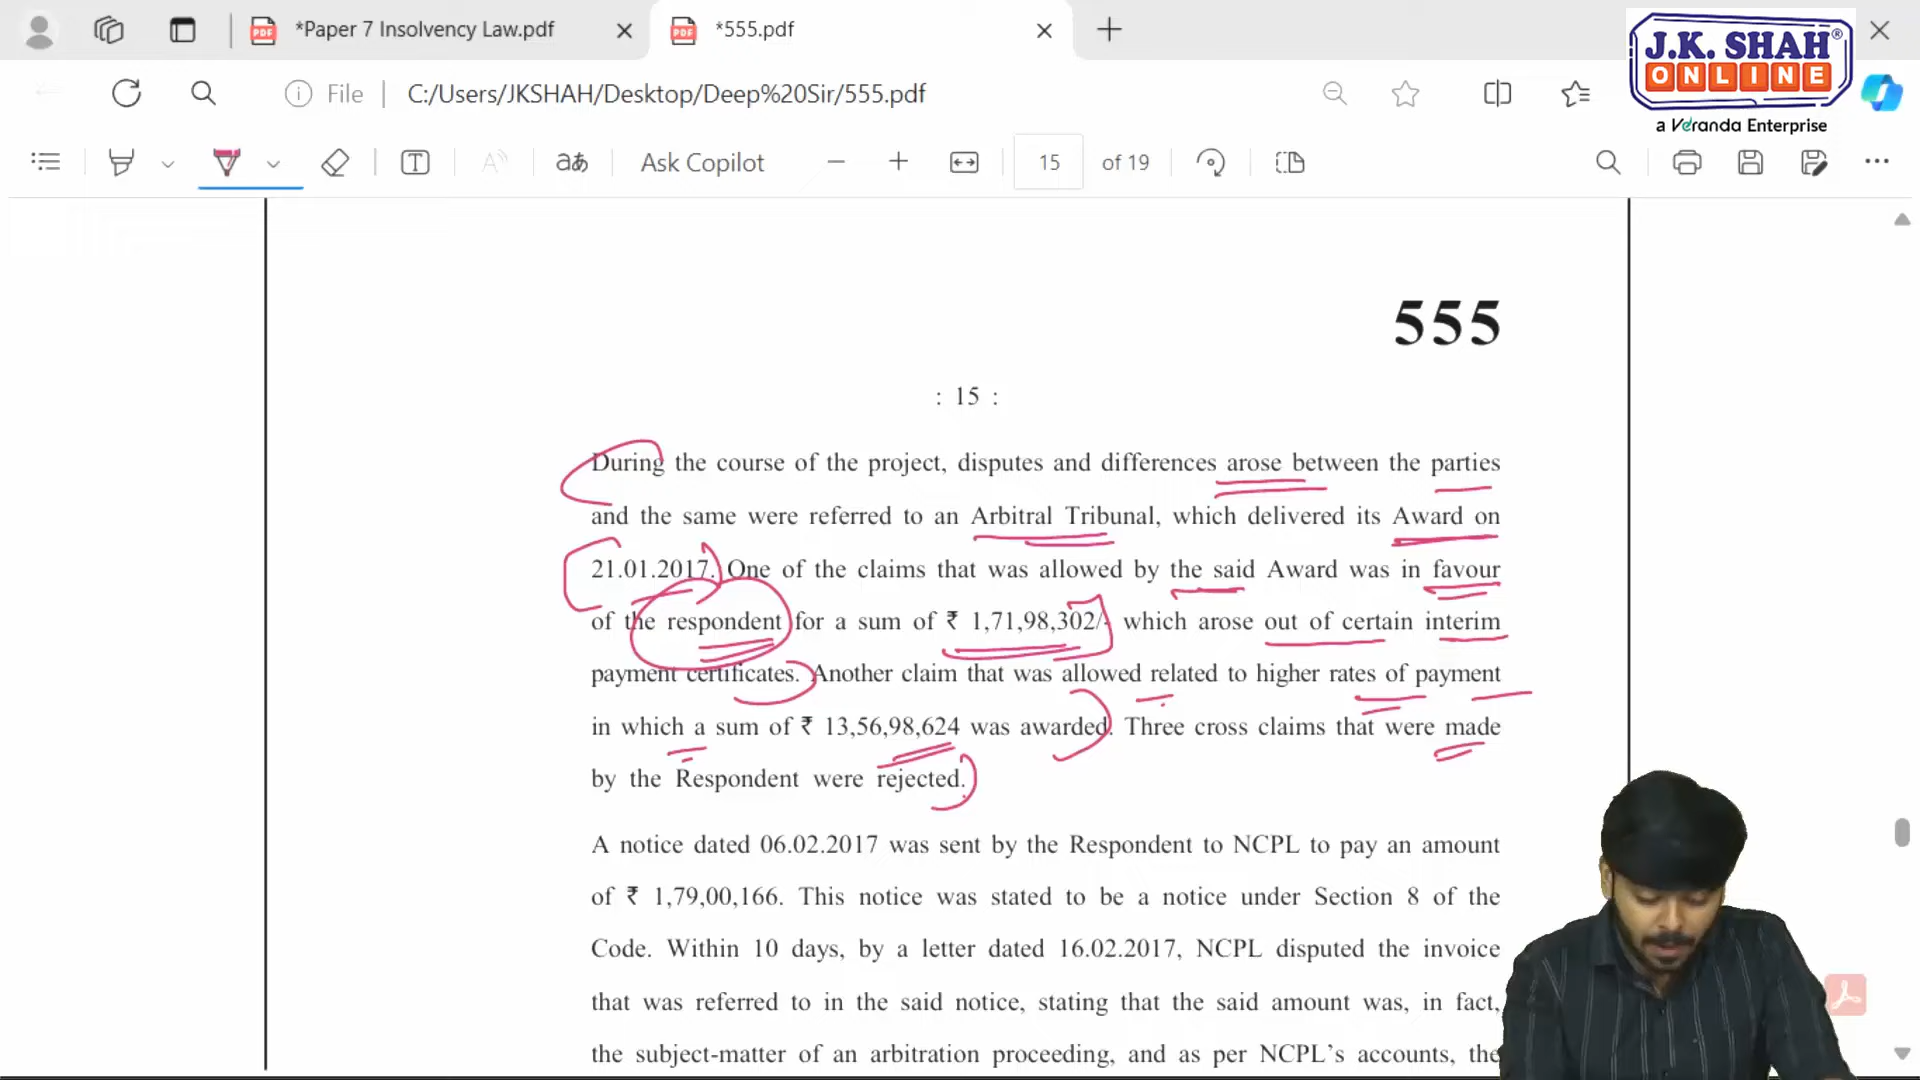 *Paper 7 Insolvency Law.pdf
*555.pdf
J.K. SHAH®
ONLINE
a Veranda Enterprise
File
C:/Users/JKSHAH/Desktop/Deep%20Sir/555.pdf
Ask Copilot
15 of 19
555
: 15 :
During the course of the project, disputes and differences arose between the parties
and the same were referred to an Arbitral Tribunal, which delivered its Award on
21.01.2017. One of the claims that was allowed by the said Award was in favour
of the respondent for a sum of ₹ 1,71,98,302/- which arose out of certain interim
payment certificates. Another claim that was allowed related to higher rates of payment
in which a sum of ₹ 13,56,98,624 was awarded. Three cross claims that were made
by the Respondent were rejected.
A notice dated 06.02.2017 was sent by the Respondent to NCPL to pay an amount
of ₹ 1,79,00,166. This notice was stated to be a notice under Section 8 of the
Code. Within 10 days, by a letter dated 16.02.2017, NCPL disputed the invoice
that was referred to in the said notice, stating that the said amount was, in fact,
the subject-matter of an arbitration proceeding, and as per NCPL's accounts, the